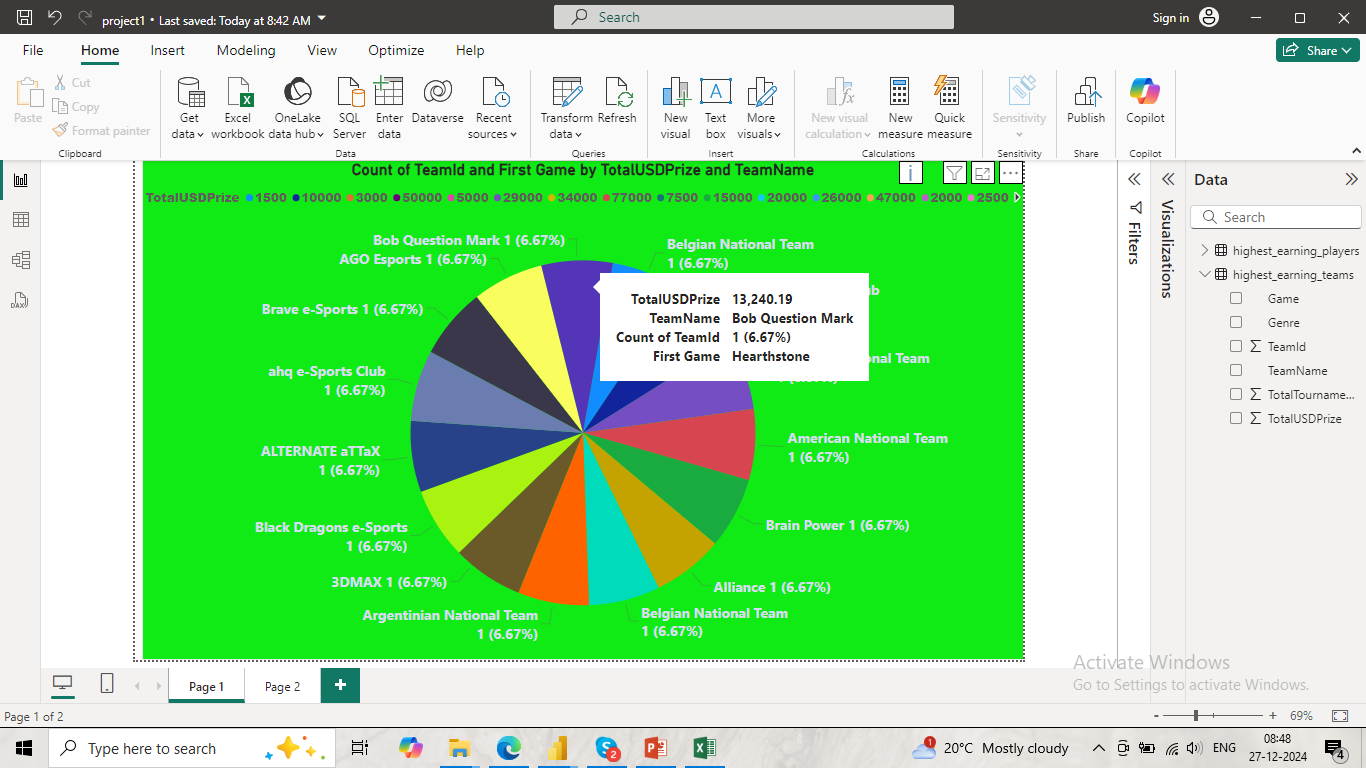 project1 • Last saved: Today at 8:42 AM
Search
Sign in
File Home Insert Modeling View Optimize Help
Share
Paste
Cut
Copy
Format painter
Get data
Excel workbook
OneLake data hub
SQL Server
Enter data
Dataverse
Recent sources
Transform data
Refresh
New visual
Text box
More visuals
New visual calculation
New measure
Quick measure
Sensitivity
Publish
Copilot
Clipboard Data Queries Insert Calculations Sensitivity Share Copilot
Count of TeamId and First Game by TotalUSDPrize and TeamName
TotalUSDPrize 1500 10000 3000 50000 5000 29000 34000 77000 7500 15000 20000 26000 47000 2000 2500
Bob Question Mark 1 (6.67%)
AGO Esports 1 (6.67%)
Brave e-Sports 1 (6.67%)
ahq e-Sports Club
1 (6.67%)
ALTERNATE aTTaX
1 (6.67%)
Black Dragons e-Sports
1 (6.67%)
3DMAX 1 (6.67%)
Argentinian National Team
1 (6.67%)
Belgian National Team
1 (6.67%)
TotalUSDPrize 13,240.19
TeamName Bob Question Mark
Count of TeamId 1 (6.67%)
First Game Hearthstone
American National Team
1 (6.67%)
Brain Power 1 (6.67%)
Alliance 1 (6.67%)
Belgian National Team
1 (6.67%)
Filters
Visualizations
Data
Search
highest_earning_players
highest_earning_teams
Game
Genre
TeamId
TeamName
TotalTourname...
TotalUSDPrize
Activate Windows
Go to Settings to activate Windows.
Page 1
Page 2
Page 1 of 2
69%
Type here to search
2
1
20°C Mostly cloudy
ENG
08:48
27-12-2024
4